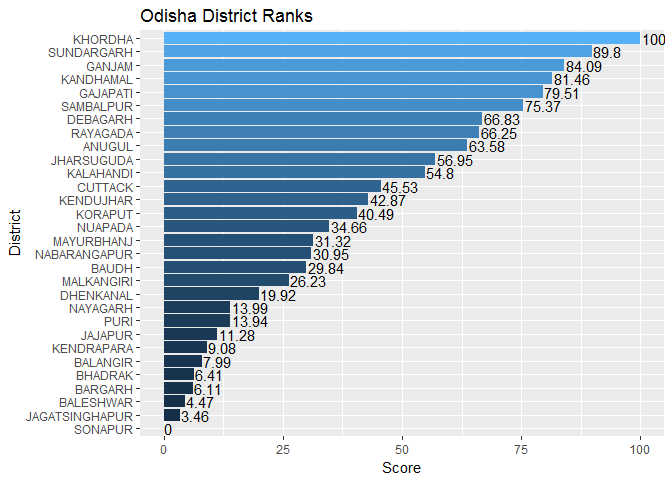 Odisha District Ranks
District
KHORDHA 100
SUNDARGARH 89.8
GANJAM 84.09
KANDHAMAL 81.46
GAJAPATI 79.51
SAMBALPUR 75.37
DEBAGARH 66.83
RAYAGADA 66.25
ANUGUL 63.58
JHARSUGUDA 56.95
KALAHANDI 54.8
CUTTACK 45.53
KENDUJHAR 42.87
KORAPUT 40.49
NUAPADA 34.66
MAYURBHANJ 31.32
NABARANGAPUR 30.95
BAUDH 29.84
MALKANGIRI 26.23
DHENKANAL 19.92
NAYAGARH 13.99
PURI 13.94
JAJAPUR 11.28
KENDRAPARA 9.08
BALANGIR 7.99
BHADRAK 6.41
BARGARH 6.11
BALESHWAR 4.47
JAGATSINGHAPUR 3.46
SONAPUR 0
0 25 50 75 100
Score